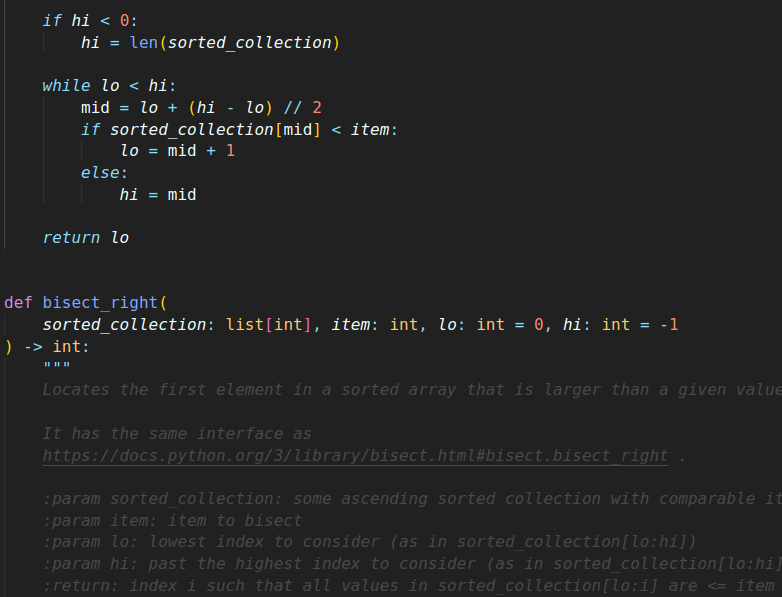 if hi < 0:
hi = len(sorted_collection)
while lo < hi:
mid = lo + (hi - lo) // 2
if sorted_collection[mid] < item:
lo = mid + 1
else:
hi = mid
return lo
def bisect_right(
sorted_collection: list[int], item: int, lo: int = 0, hi: int = -1
) -> int:
"""
Locates the first element in a sorted array that is larger than a given value
It has the same interface as
https://docs.python.org/3/library/bisect.html#bisect.bisect_right .
:param sorted_collection: some ascending sorted collection with comparable it
:param item: item to bisect
:param lo: lowest index to consider (as in sorted_collection[lo:hi])
:param hi: past the highest index to consider (as in sorted_collection[lo:hi]
:return: index i such that all values in sorted_collection[lo:i] are <= item